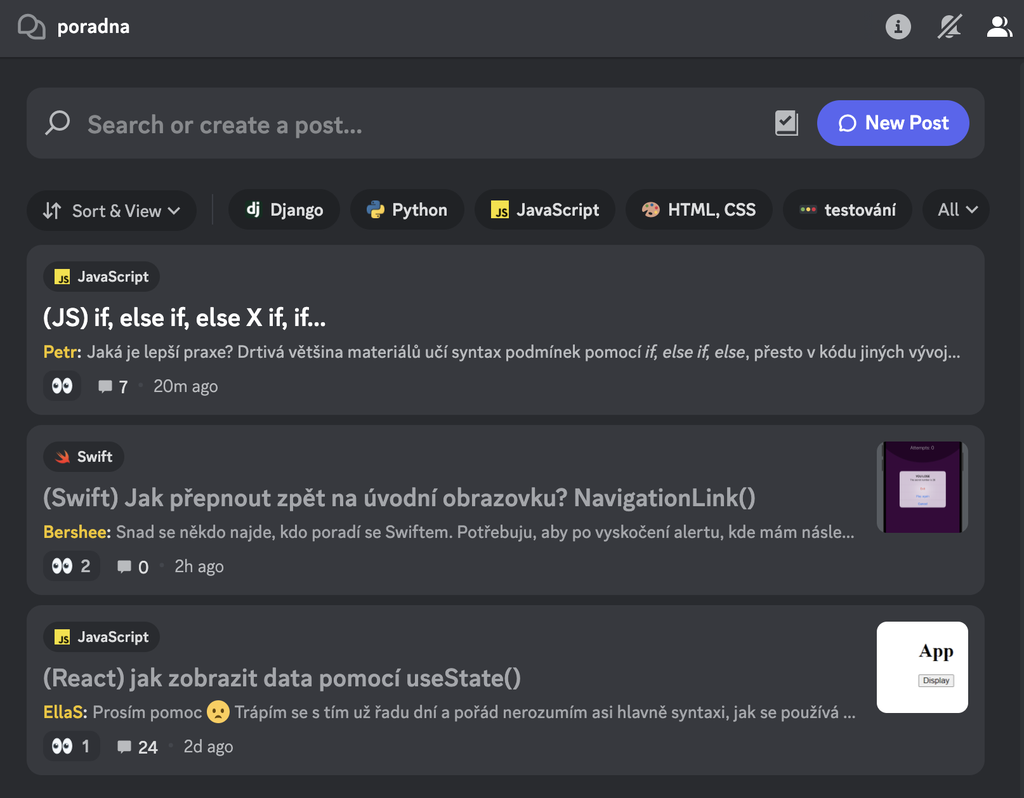 poradna
Search or create a post...
New Post
Sort & View
Django
Python
JavaScript
HTML, CSS
testování
All
JavaScript
(JS) if, else if, else X if, if...
Petr: Jaká je lepší praxe? Drtivá většina materiálů učí syntax podmínek pomocí if, else if, else, přesto v kódu jiných vývoj...
7 • 20m ago
Swift
(Swift) Jak přepnout zpět na úvodní obrazovku? NavigationLink()
Bershee: Snad se někdo najde, kdo poradí se Swiftem. Potřebuju, aby po vyskočení alertu, kde mám násle...
2 0 • 2h ago
JavaScript
(React) jak zobrazit data pomocí useState()
EllaS: Prosím pomoc 😟 Trápím se s tím už řadu dní a pořád nerozumím asi hlavně syntaxi, jak se používá ...
1 24 • 2d ago
App
Display